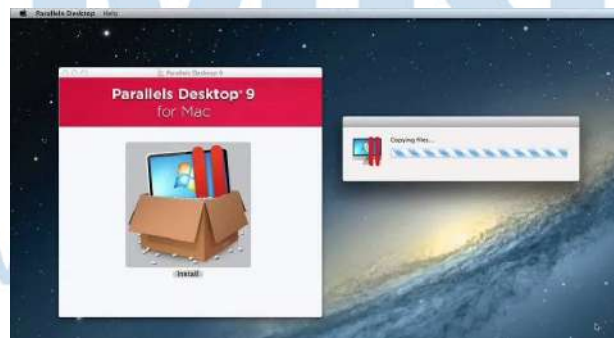 Parallels Desktop Help
Parallels Desktop 9
Parallels Desktop® 9
for Mac
Copying files...
Install